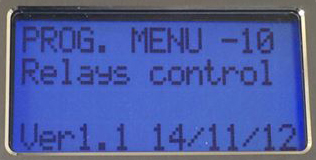 PROG. MENU -10
Relays control
Ver1.1 14/11/12